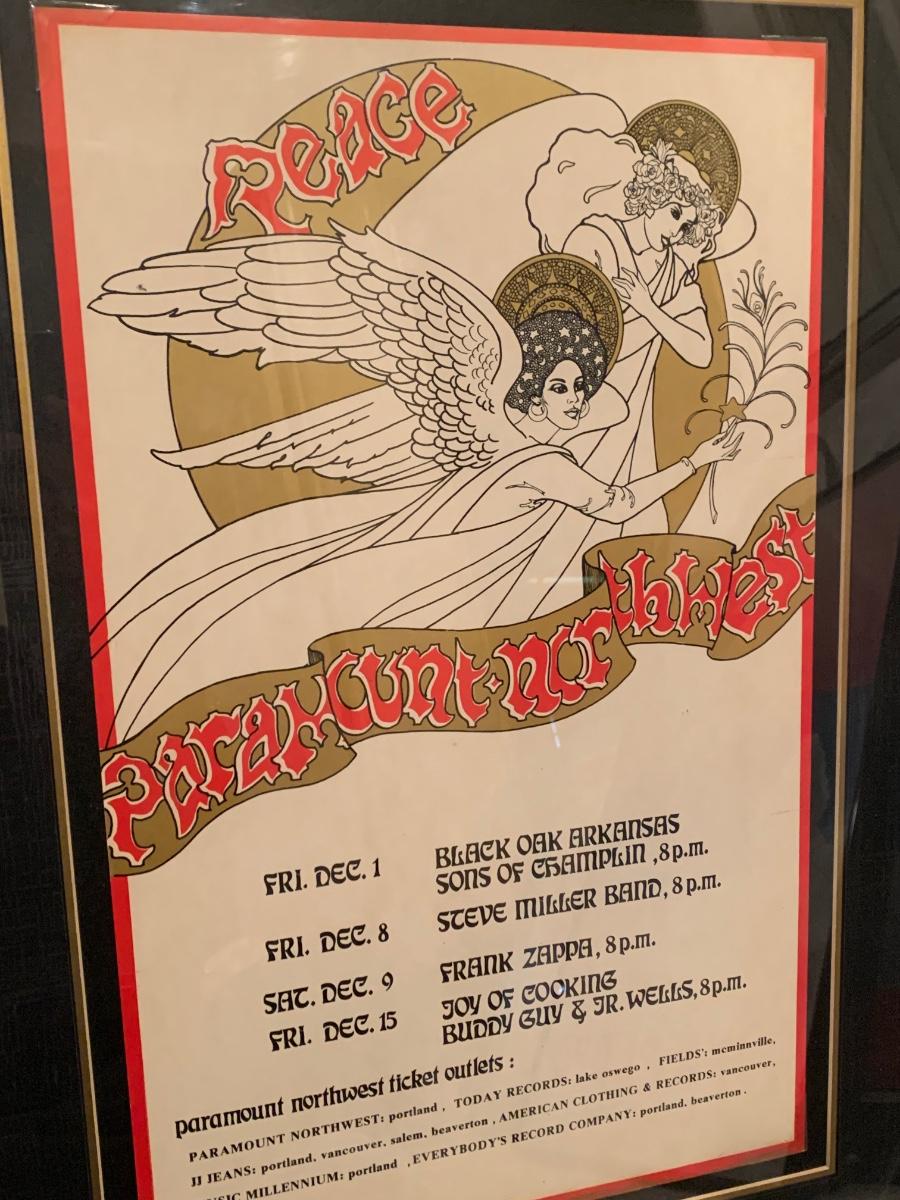 Peace
Paramount · northwest
FRI. DEC. 1 BLACK OAK ARKANSAS
SONS OF CHAMPLIN , 8 p.m.
FRI. DEC. 8 STEVE MILLER BAND, 8 p.m.
SAT. DEC. 9 FRANK ZAPPA, 8 p.m.
FRI. DEC. 15 JOY OF COOKING
BUDDY GUY & JR. WELLS, 8 p.m.
paramount northwest ticket outlets :
PARAMOUNT NORTHWEST: portland , TODAY RECORDS: lake oswego , FIELDS': mcminnville,
JJ JEANS: portland, vancouver, salem, beaverton , AMERICAN CLOTHING & RECORDS: vancouver,
MILLENNIUM: portland , EVERYBODY'S RECORD COMPANY: portland, beaverton .